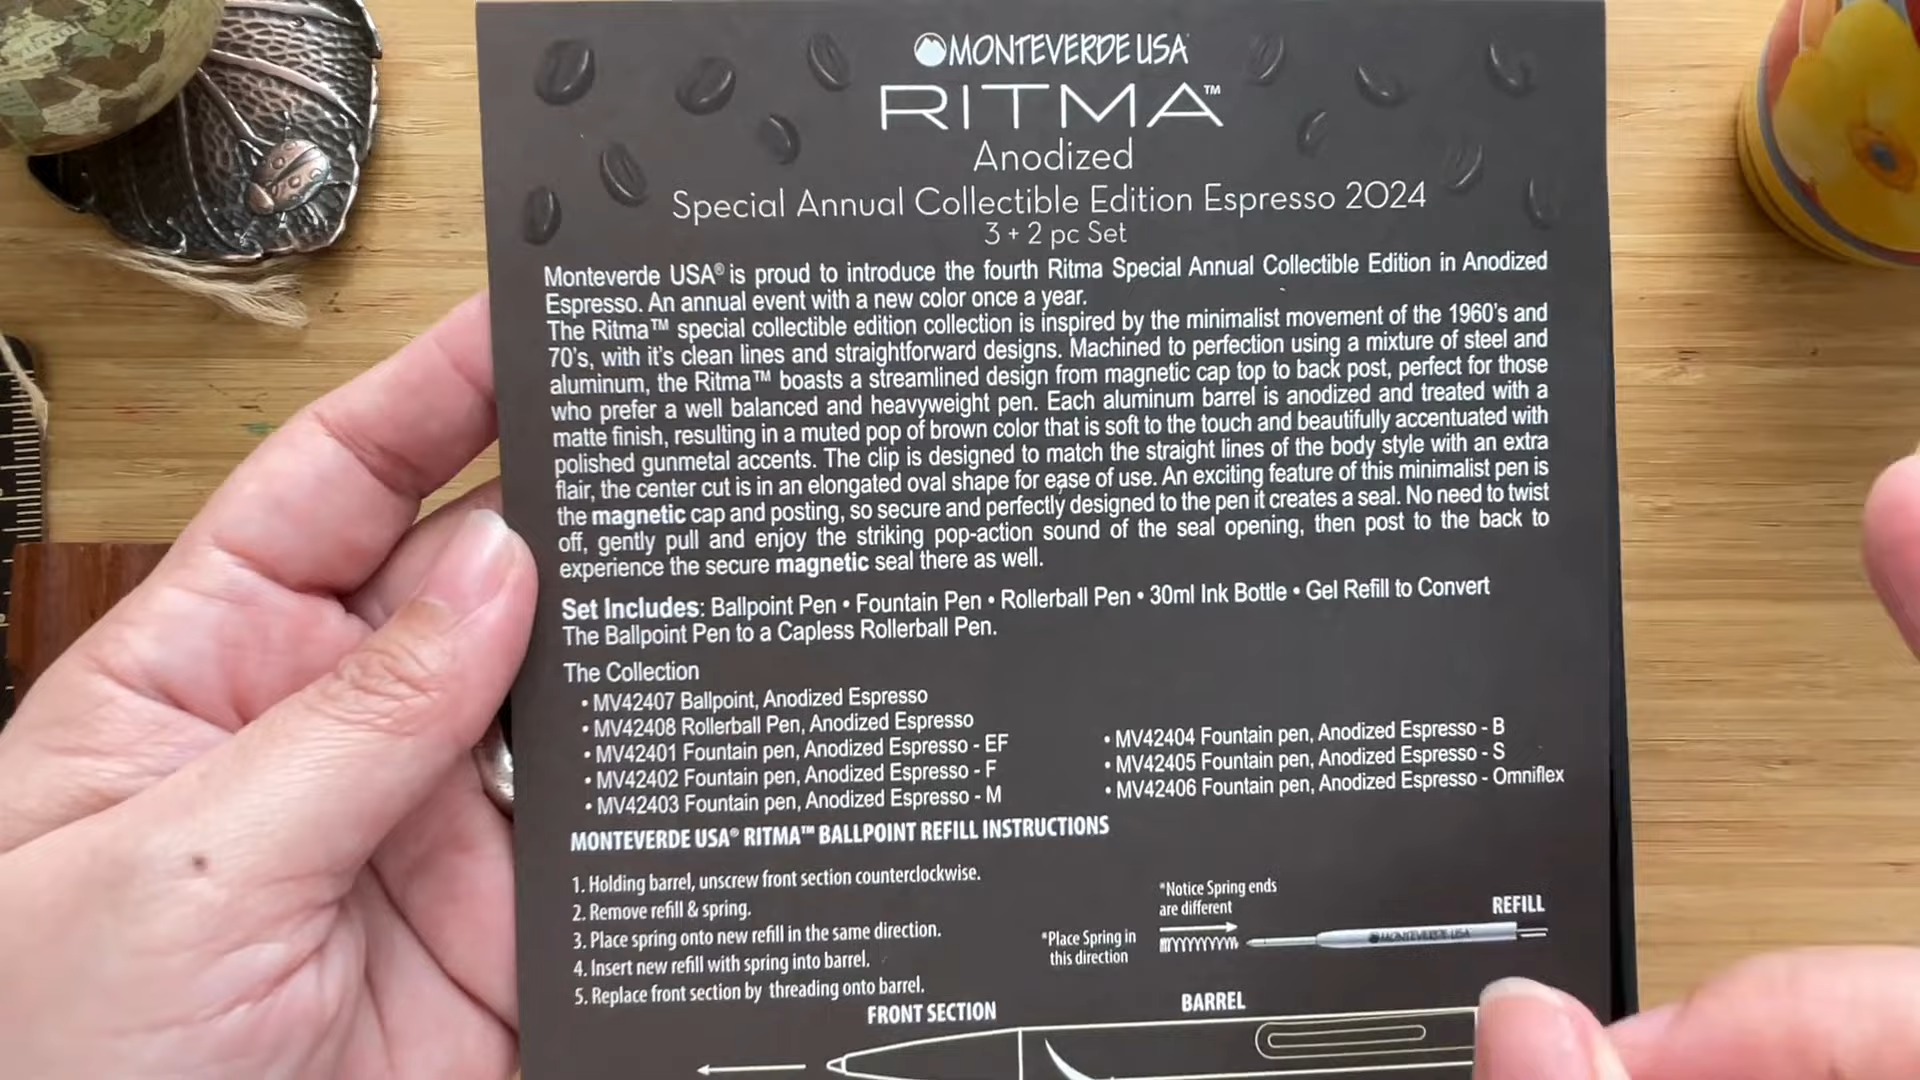 MONTEVERDE USA
RITMA™
Anodized
Special Annual Collectible Edition Espresso 2024
3 + 2 pc Set
Monteverde USA® is proud to introduce the fourth Ritma Special Annual Collectible Edition in Anodized
Espresso. An annual event with a new color once a year.
The Ritma™ special collectible edition collection is inspired by the minimalist movement of the 1960's and
70's, with it's clean lines and straightforward designs. Machined to perfection using a mixture of steel and
aluminum, the Ritma™ boasts a streamlined design from magnetic cap top to back post, perfect for those
who prefer a well balanced and heavyweight pen. Each aluminum barrel is anodized and treated with a
matte finish, resulting in a muted pop of brown color that is soft to the touch and beautifully accentuated with
polished gunmetal accents. The clip is designed to match the straight lines of the body style with an extra
flair, the center cut is in an elongated oval shape for ease of use. An exciting feature of this minimalist pen is
the magnetic cap and posting, so secure and perfectly designed to the pen it creates a seal. No need to twist
off, gently pull and enjoy the striking pop-action sound of the seal opening, then post to the back to
experience the secure magnetic seal there as well.
Set Includes: Ballpoint Pen • Fountain Pen • Rollerball Pen • 30ml Ink Bottle • Gel Refill to Convert
The Ballpoint Pen to a Capless Rollerball Pen.
The Collection
• MV42407 Ballpoint, Anodized Espresso
• MV42408 Rollerball Pen, Anodized Espresso
• MV42401 Fountain pen, Anodized Espresso - EF
• MV42402 Fountain pen, Anodized Espresso - F
• MV42403 Fountain pen, Anodized Espresso - M
• MV42404 Fountain pen, Anodized Espresso - B
• MV42405 Fountain pen, Anodized Espresso - S
• MV42406 Fountain pen, Anodized Espresso - Omniflex
MONTEVERDE USA® RITMA™ BALLPOINT REFILL INSTRUCTIONS
1. Holding barrel, unscrew front section counterclockwise.
2. Remove refill & spring.
3. Place spring onto new refill in the same direction.
4. Insert new refill with spring into barrel.
5. Replace front section by threading onto barrel.
*Notice Spring ends
are different
*Place Spring in
this direction
REFILL
MONTEVERDE USA
FRONT SECTION
BARREL